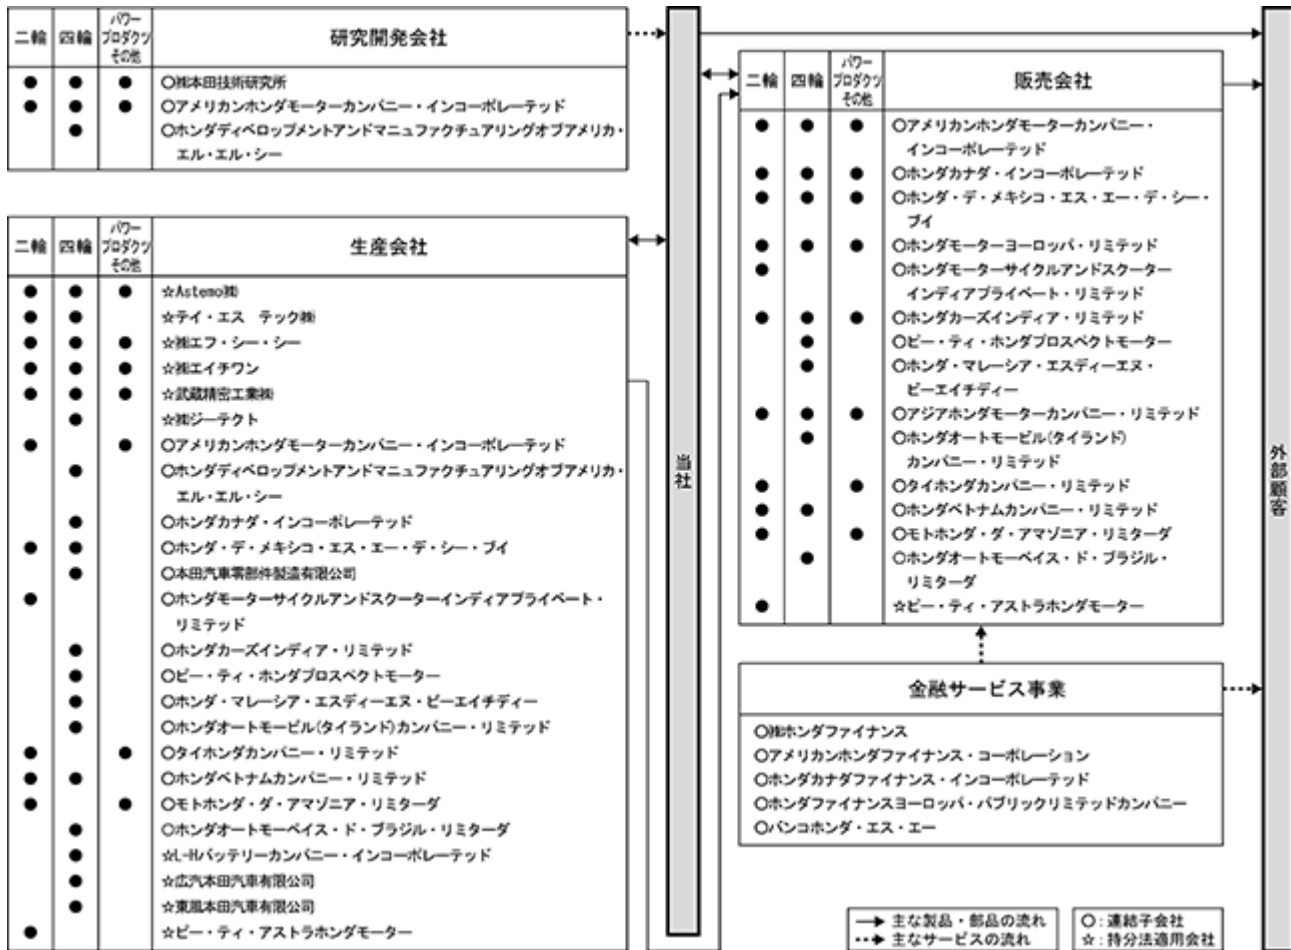 二輪 四輪 パワープロダクツその他 研究開発会社
● ● ● ○㈱本田技術研究所
● ● ● ○アメリカンホンダモーターカンパニー・インコーポレーテッド
● ○ホンダディベロップメントアンドマニュファクチュアリングオブアメリカ・
エル・エル・シー
二輪 四輪 パワープロダクツその他 生産会社
● ● ● ☆Astemo㈱
● ● ☆テイ・エス テック㈱
● ● ● ☆㈱エフ・シー・シー
● ● ● ☆㈱エイチワン
● ● ● ☆武蔵精密工業㈱
● ☆㈱ジーテクト
● ● ○アメリカンホンダモーターカンパニー・インコーポレーテッド
● ○ホンダディベロップメントアンドマニュファクチュアリングオブアメリカ・
エル・エル・シー
● ○ホンダカナダ・インコーポレーテッド
● ● ○ホンダ・デ・メキシコ・エス・エー・デ・シー・ブイ
● ○本田汽車零部件製造有限公司
● ○ホンダモーターサイクルアンドスクーターインディアプライベート・
リミテッド
● ○ホンダカーズインディア・リミテッド
● ○ピー・ティ・ホンダプロスペクトモーター
● ○ホンダ・マレーシア・エスディーエヌ・ビーエイチディー
● ○ホンダオートモービル(タイランド)カンパニー・リミテッド
● ● ○タイホンダカンパニー・リミテッド
● ● ○ホンダベトナムカンパニー・リミテッド
● ● ○モトホンダ・ダ・アマゾニア・リミターダ
● ○ホンダオートモーベイス・ド・ブラジル・リミターダ
● ☆L-Hバッテリーカンパニー・インコーポレーテッド
● ☆広汽本田汽車有限公司
● ☆東風本田汽車有限公司
● ☆ピー・ティ・アストラホンダモーター
当社
二輪 四輪 パワープロダクツその他 販売会社
● ● ● ○アメリカンホンダモーターカンパニー・
インコーポレーテッド
● ● ● ○ホンダカナダ・インコーポレーテッド
● ● ● ○ホンダ・デ・メキシコ・エス・エー・デ・シー・
ブイ
● ● ● ○ホンダモーターヨーロッパ・リミテッド
● ○ホンダモーターサイクルアンドスクーター
インディアプライベート・リミテッド
● ● ● ○ホンダカーズインディア・リミテッド
● ○ピー・ティ・ホンダプロスペクトモーター
● ○ホンダ・マレーシア・エスディーエヌ・
ビーエイチディー
● ● ● ○アジアホンダモーターカンパニー・リミテッド
● ○ホンダオートモービル(タイランド)
カンパニー・リミテッド
● ● ○タイホンダカンパニー・リミテッド
● ● ○ホンダベトナムカンパニー・リミテッド
● ● ○モトホンダ・ダ・アマゾニア・リミターダ
● ○ホンダオートモーベイス・ド・ブラジル・
リミターダ
● ☆ピー・ティ・アストラホンダモーター
金融サービス事業
○㈱ホンダファイナンス
○アメリカンホンダファイナンス・コーポレーション
○ホンダカナダファイナンス・インコーポレーテッド
○ホンダファイナンスヨーロッパ・パブリックリミテッドカンパニー
○バンコホンダ・エス・エー
外部顧客
主な製品・部品の流れ
主なサービスの流れ
○:連結子会社
☆:持分法適用会社